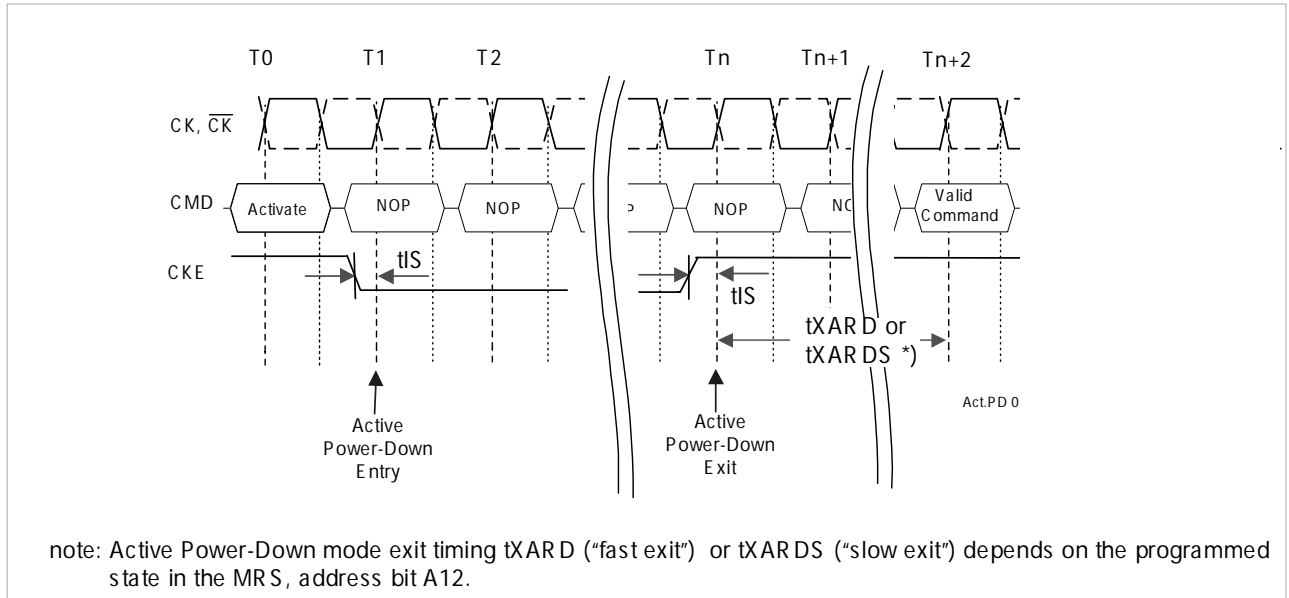 T0 T1 T2 Tn Tn+1 Tn+2
CK, CK
CMD Activate NOP NOP P NOP NC Valid
Command
CKE tIS
tIS
tXARD or
tXARDS *)
Act.PD 0
Active
Power-Down
Entry
Active
Power-Down
Exit
note: Active Power-Down mode exit timing tXARD (“fast exit”) or tXARDS (“slow exit”) depends on the programmed
state in the MRS, address bit A12.